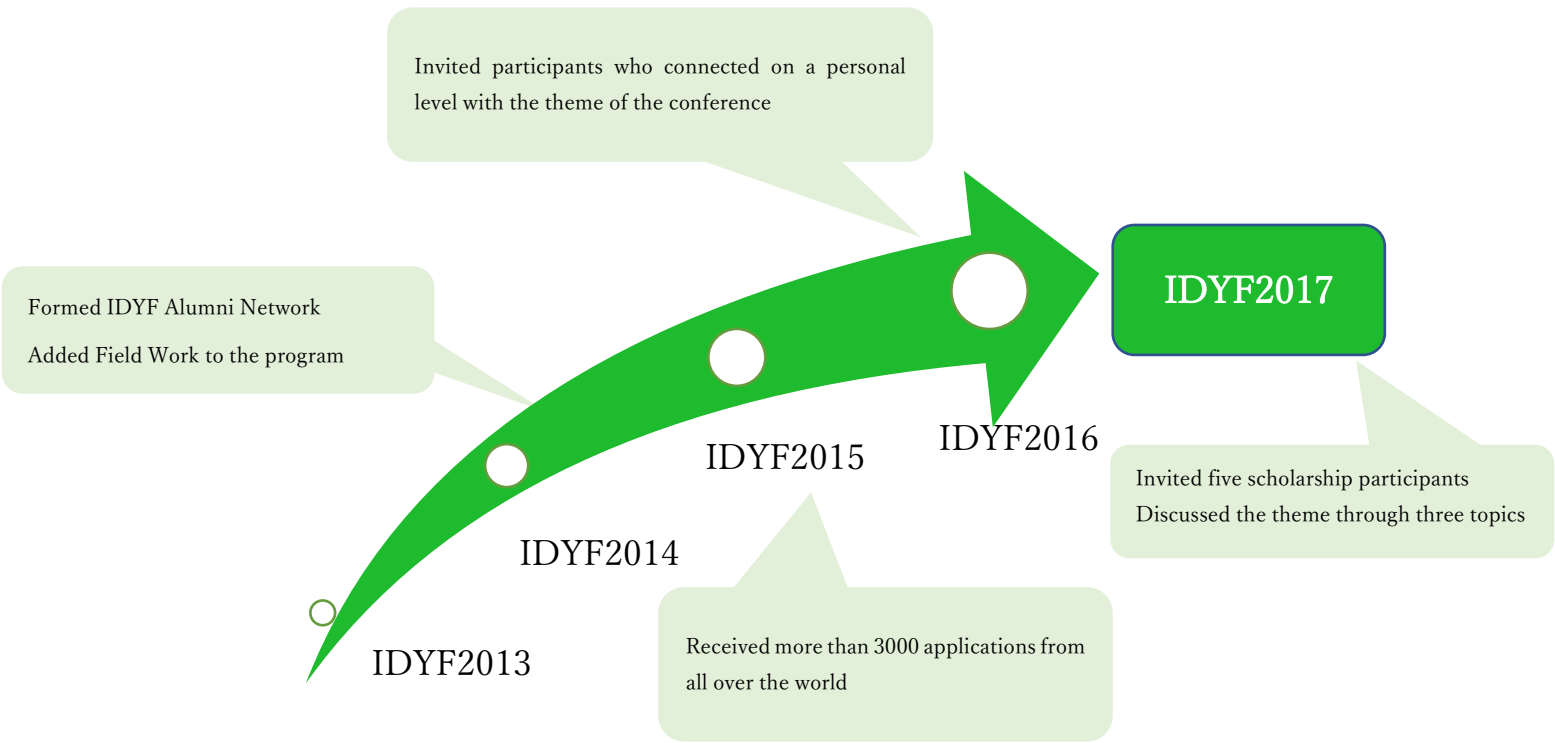 Invited participants who connected on a personal
level with the theme of the conference
Formed IDYF Alumni Network
Added Field Work to the program
IDYF2017
IDYF2016
IDYF2015
Invited five scholarship participants
Discussed the theme through three topics
IDYF2014
Received more than 3000 applications from
all over the world
IDYF2013